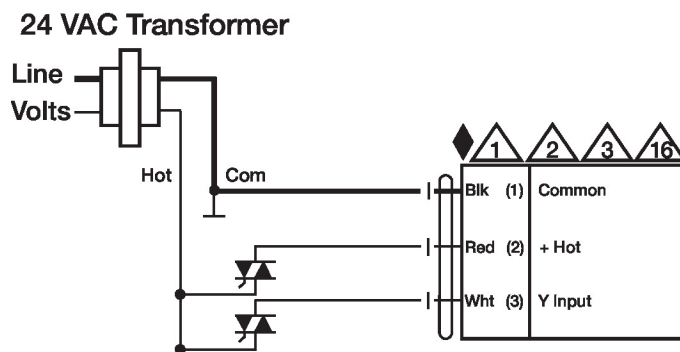 24 VAC Transformer
Line
Volts
Hot
Com
1 2 3 16
Blk (1) Common
Red (2) + Hot
Wht (3) Y Input